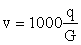 v = 1000 q/G